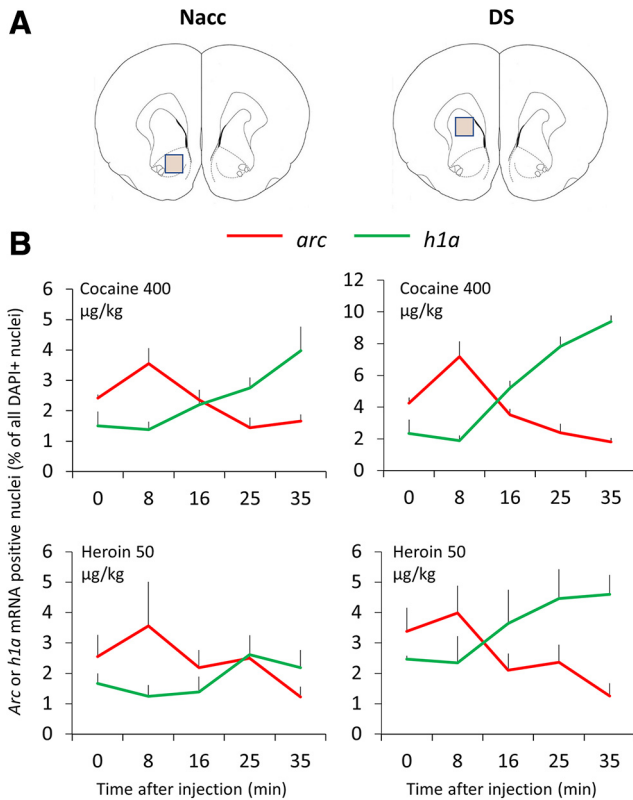 A
Nacc
DS
B
arc
h1a
Arc or h1a mRNA positive nuclei (% of all DAPI+ nuclei)
Cocaine 400
µg/kg
6
5
4
3
2
1
0
0 8 16 25 35
Cocaine 400
µg/kg
12
10
8
6
4
2
0
0 8 16 25 35
Heroin 50
µg/kg
6
5
4
3
2
1
0
0 8 16 25 35
Time after injection (min)
Heroin 50
µg/kg
6
5
4
3
2
1
0
0 8 16 25 35
Time after injection (min)